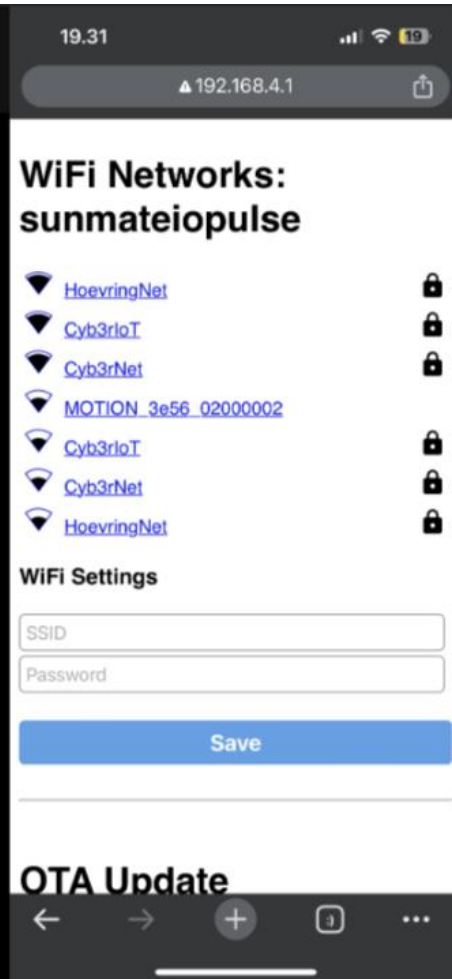 19.31
19
192.168.4.1
WiFi Networks:
sunmateiopulse
HoevringNet
Cyb3rIoT
Cyb3rNet
MOTION_3e56_02000002
Cyb3rIoT
Cyb3rNet
HoevringNet
WiFi Settings
SSID
Password
Save
OTA Update
:)